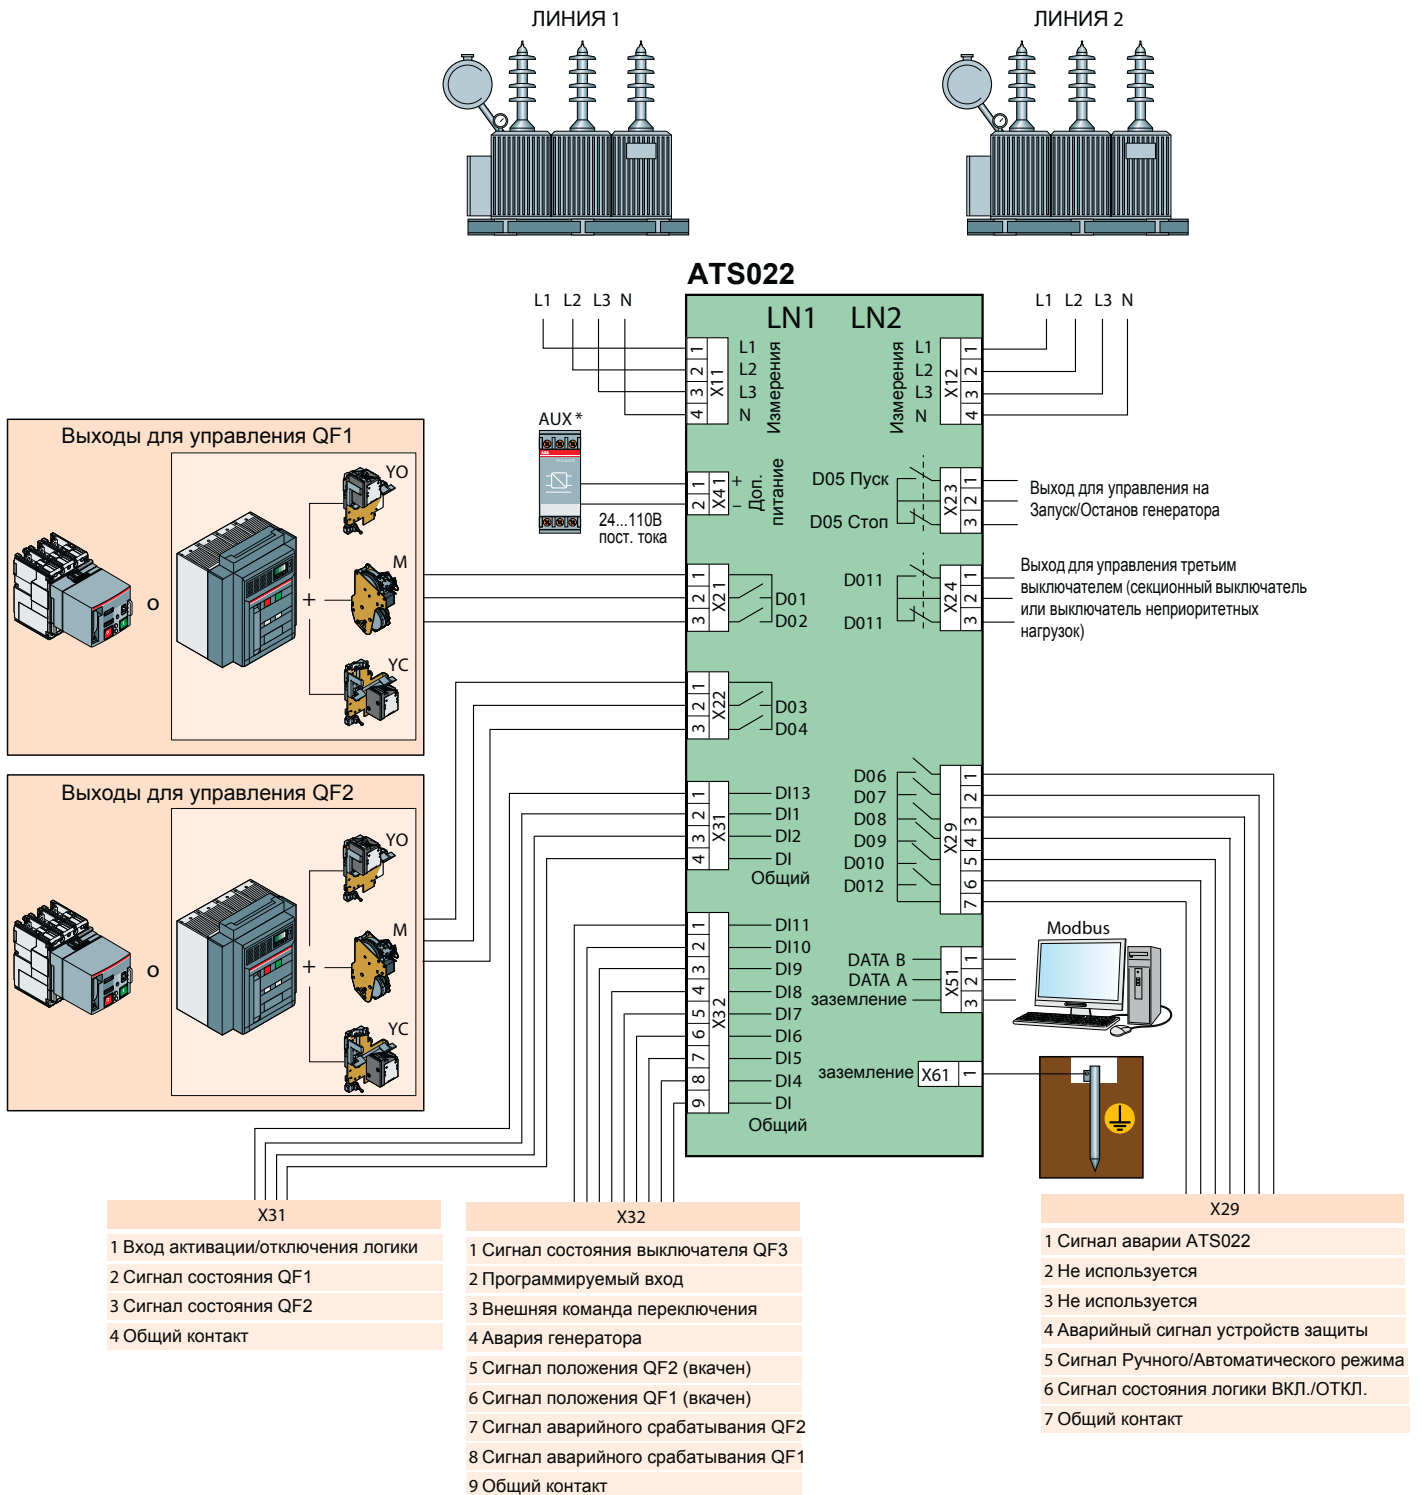 ЛИНИЯ 1
ЛИНИЯ 2
ATS022
L1 L2 L3 N
L1 L2 L3 N
LN1 LN2
1
2
3
4
X11
L1
L2
L3
N
Измерения
Измерения
L1
L2
L3
N
X12
1
2
3
4
AUX *
ABB
24...110В
пост. тока
1
2
X41
+
–
Доп.
питание
D05 Пуск
D05 Стоп
X23
1
2
3
Выход для управления на
Запуск/Останов генератора
Выходы для управления QF1
YO
M
YC
о
+
1
2
3
X21
D01
D02
D011
D011
X24
1
2
3
Выход для управления третьим
выключателем (секционный выключатель
или выключатель неприоритетных
нагрузок)
1
2
3
X22
D03
D04
Выходы для управления QF2
YO
M
YC
о
+
1
2
3
4
X31
DI13
DI1
DI2
DI
Общий
D06
D07
D08
D09
D010
D012
X29
1
2
3
4
5
6
7
1
2
3
4
5
6
7
8
9
X32
DI11
DI10
DI9
DI8
DI7
DI6
DI5
DI4
DI
Общий
DATA B
DATA A
заземление
X51
1
2
3
Modbus
заземление
X61
1
X31
1 Вход активации/отключения логики
2 Сигнал состояния QF1
3 Сигнал состояния QF2
4 Общий контакт
X32
1 Сигнал состояния выключателя QF3
2 Программируемый вход
3 Внешняя команда переключения
4 Авария генератора
5 Сигнал положения QF2 (вкачен)
6 Сигнал положения QF1 (вкачен)
7 Сигнал аварийного срабатывания QF2
8 Сигнал аварийного срабатывания QF1
9 Общий контакт
X29
1 Сигнал аварии ATS022
2 Не используется
3 Не используется
4 Аварийный сигнал устройств защиты
5 Сигнал Ручного/Автоматического режима
6 Сигнал состояния логики ВКЛ./ОТКЛ.
7 Общий контакт